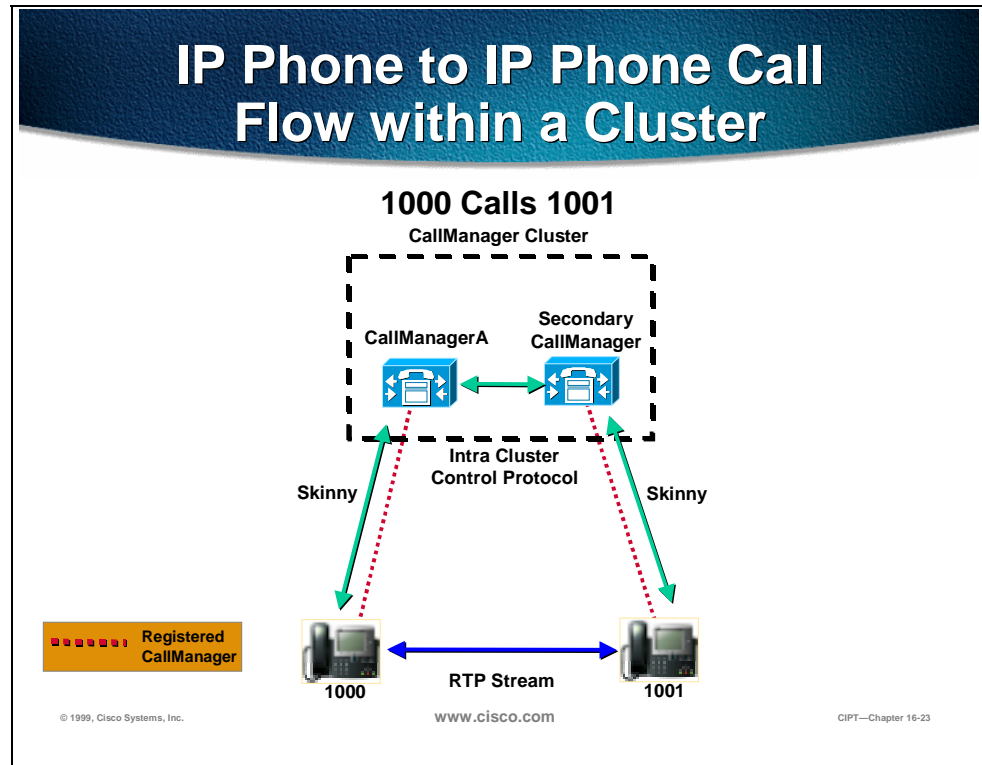 IP Phone to IP Phone Call
Flow within a Cluster
1000 Calls 1001
CallManager Cluster
CallManagerA
Secondary
CallManager
Intra Cluster
Control Protocol
Skinny
Skinny
Registered
CallManager
1000
RTP Stream
1001
© 1999, Cisco Systems, Inc.
www.cisco.com
CIPT—Chapter 16-23